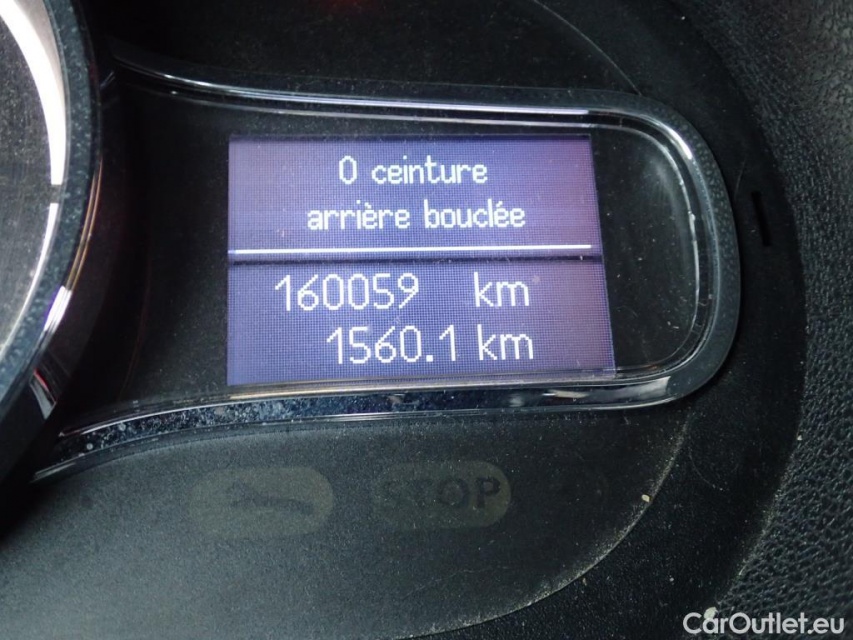 0 ceinture
arrière bouclée
160059 km
1560.1 km
STOP
CarOutlet.eu